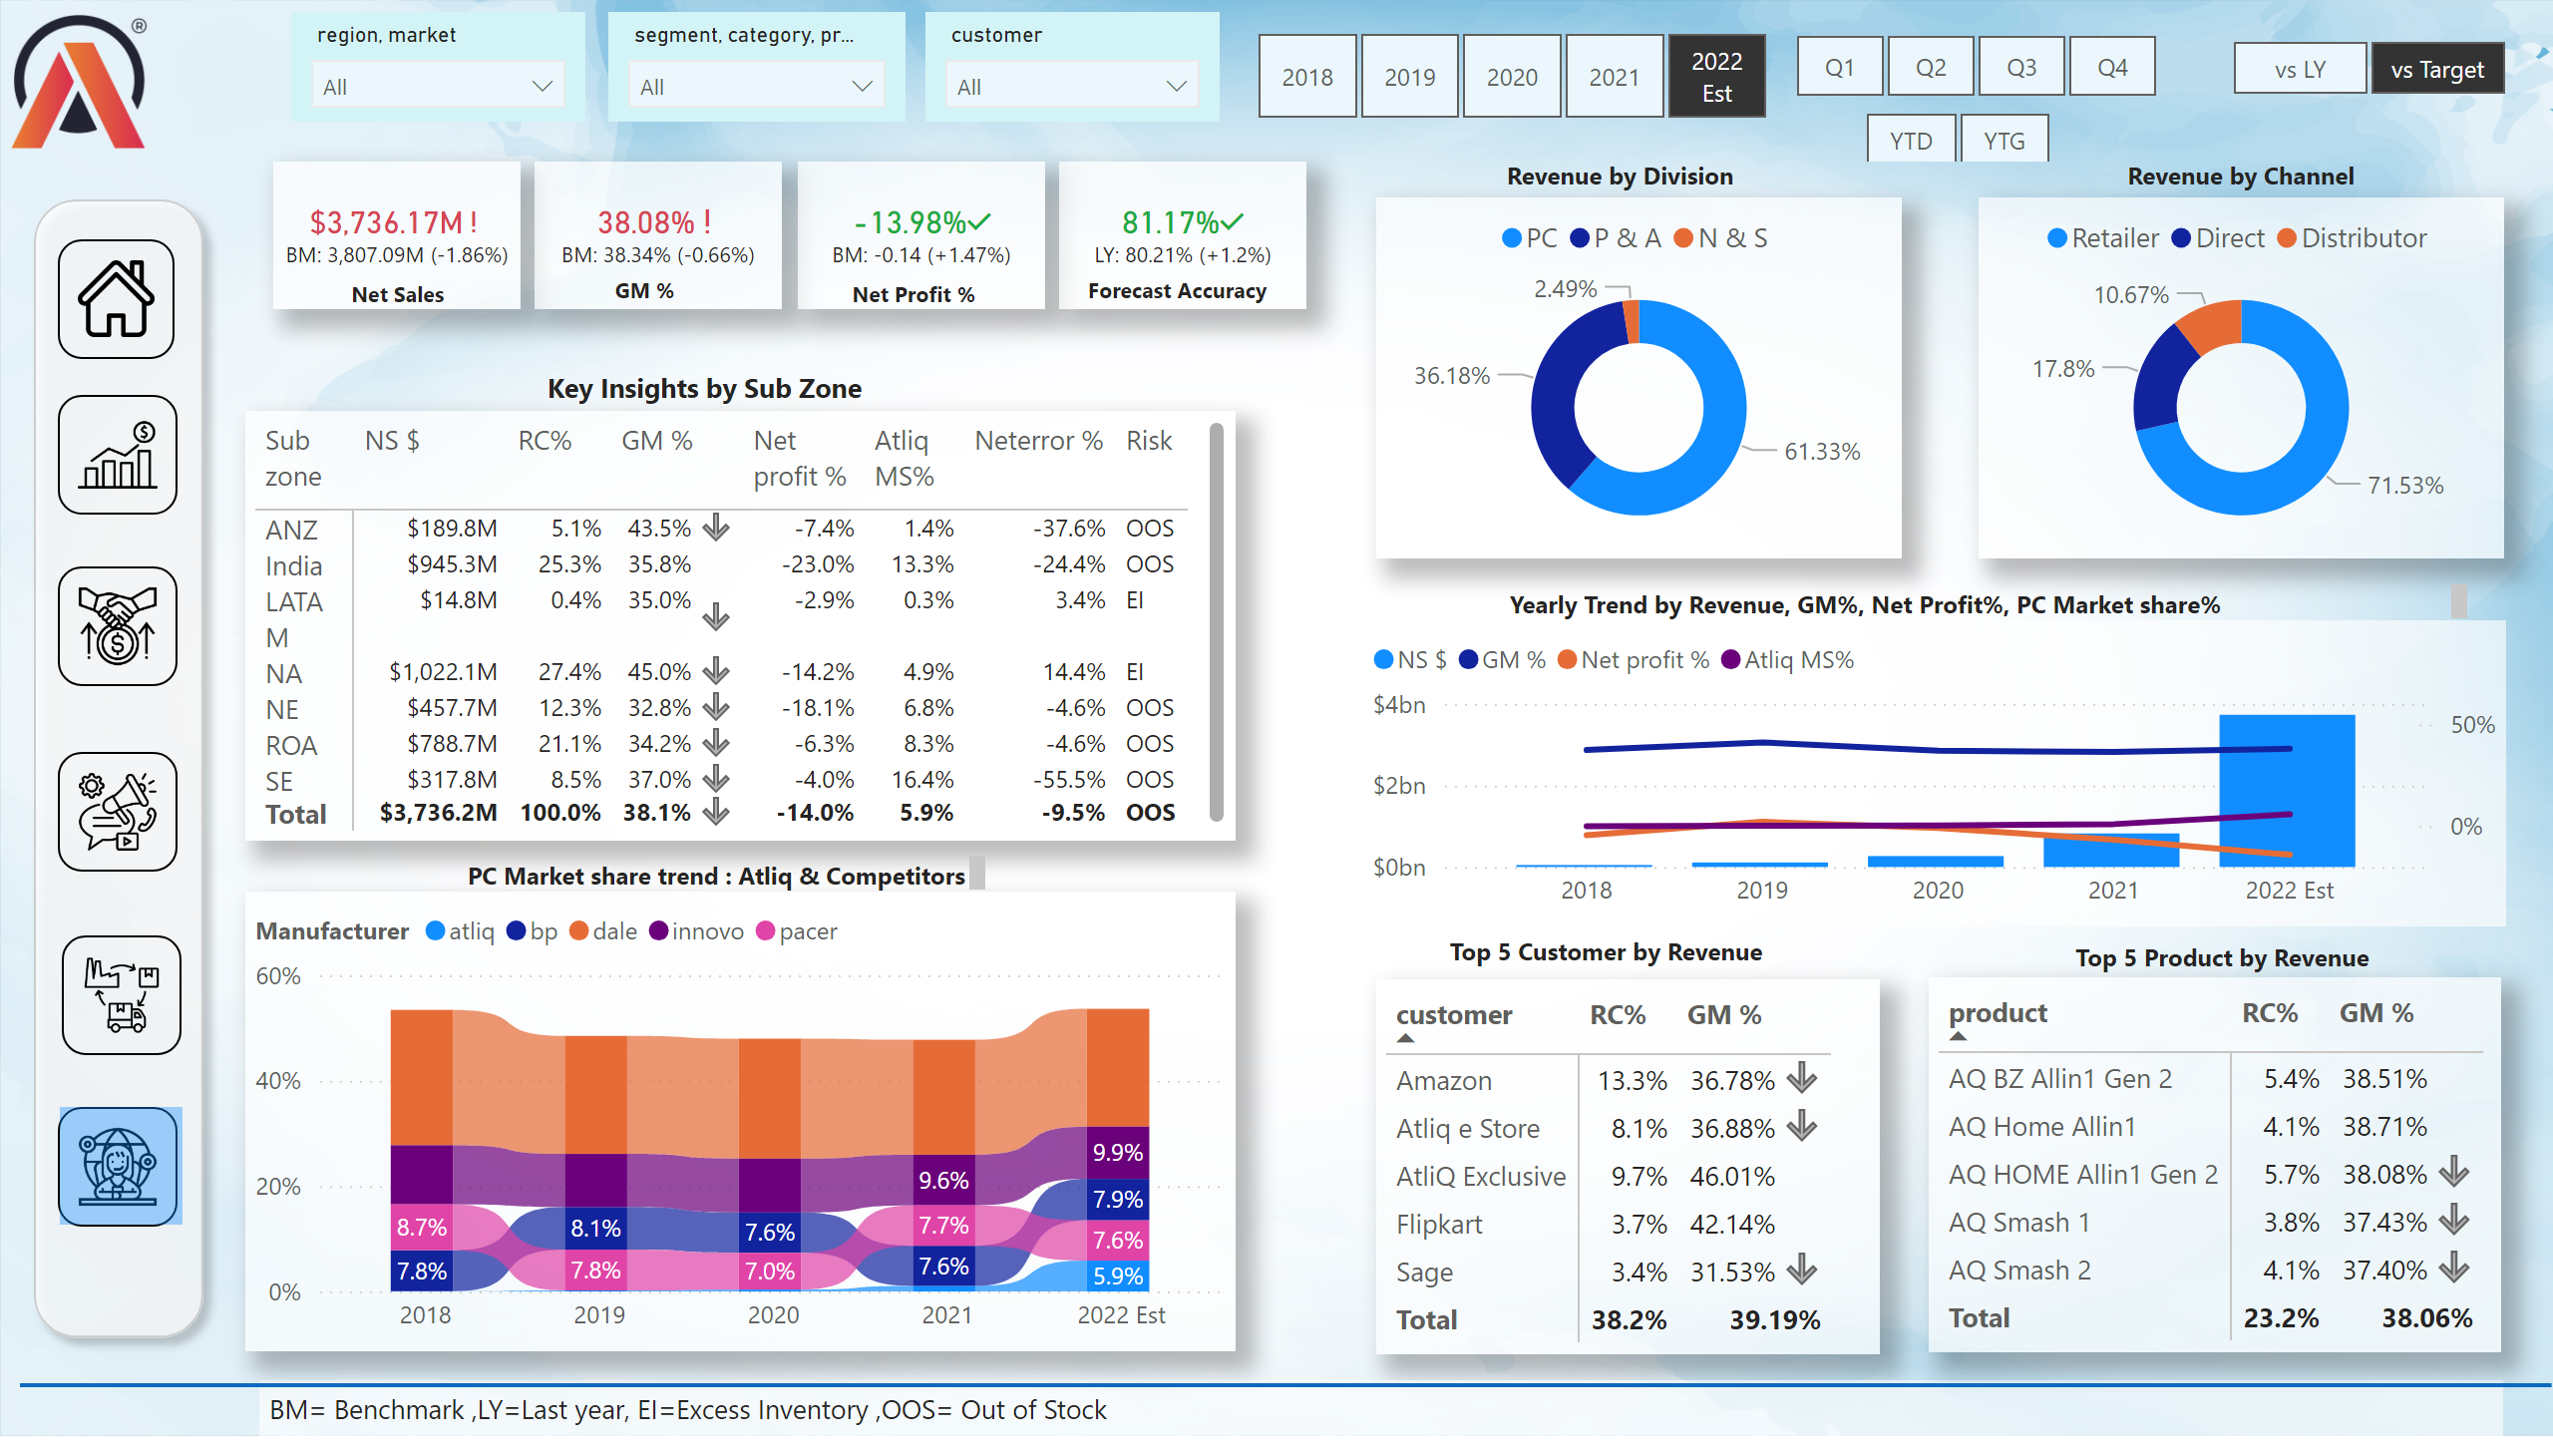 ®
region, market
All
segment, category, pr...
All
customer
All
2018
2019
2020
2021
2022
Est
Q1
Q2
Q3
Q4
YTD
YTG
vs LY
vs Target
$3,736.17M !
BM: 3,807.09M (-1.86%)
Net Sales
38.08% !
BM: 38.34% (-0.66%)
GM %
-13.98%✓
BM: -0.14 (+1.47%)
Net Profit %
81.17%✓
LY: 80.21% (+1.2%)
Forecast Accuracy
Revenue by Division
PC P & A N & S
2.49%
36.18%
61.33%
Revenue by Channel
Retailer Direct Distributor
10.67%
17.8%
71.53%
Key Insights by Sub Zone
Sub zone NS $ RC% GM % Net profit % Atliq MS% Neterror % Risk
ANZ $189.8M 5.1% 43.5% -7.4% 1.4% -37.6% OOS
India $945.3M 25.3% 35.8% -23.0% 13.3% -24.4% OOS
LATAM $14.8M 0.4% 35.0% -2.9% 0.3% 3.4% EI
NA $1,022.1M 27.4% 45.0% -14.2% 4.9% 14.4% EI
NE $457.7M 12.3% 32.8% -18.1% 6.8% -4.6% OOS
ROA $788.7M 21.1% 34.2% -6.3% 8.3% -4.6% OOS
SE $317.8M 8.5% 37.0% -4.0% 16.4% -55.5% OOS
Total $3,736.2M 100.0% 38.1% -14.0% 5.9% -9.5% OOS
Yearly Trend by Revenue, GM%, Net Profit%, PC Market share%
NS $ GM % Net profit % Atliq MS%
$4bn
$2bn
$0bn
50%
0%
2018 2019 2020 2021 2022 Est
PC Market share trend : Atliq & Competitors
Manufacturer atliq bp dale innovo pacer
60%
40%
20%
0%
8.7%
7.8%
8.1%
7.8%
7.6%
7.0%
9.6%
7.7%
7.6%
9.9%
7.9%
7.6%
5.9%
2018 2019 2020 2021 2022 Est
Top 5 Customer by Revenue
customer RC% GM %
Amazon 13.3% 36.78%
Atliq e Store 8.1% 36.88%
AtliQ Exclusive 9.7% 46.01%
Flipkart 3.7% 42.14%
Sage 3.4% 31.53%
Total 38.2% 39.19%
Top 5 Product by Revenue
product RC% GM %
AQ BZ Allin1 Gen 2 5.4% 38.51%
AQ Home Allin1 4.1% 38.71%
AQ HOME Allin1 Gen 2 5.7% 38.08%
AQ Smash 1 3.8% 37.43%
AQ Smash 2 4.1% 37.40%
Total 23.2% 38.06%
BM= Benchmark ,LY=Last year, EI=Excess Inventory ,OOS= Out of Stock